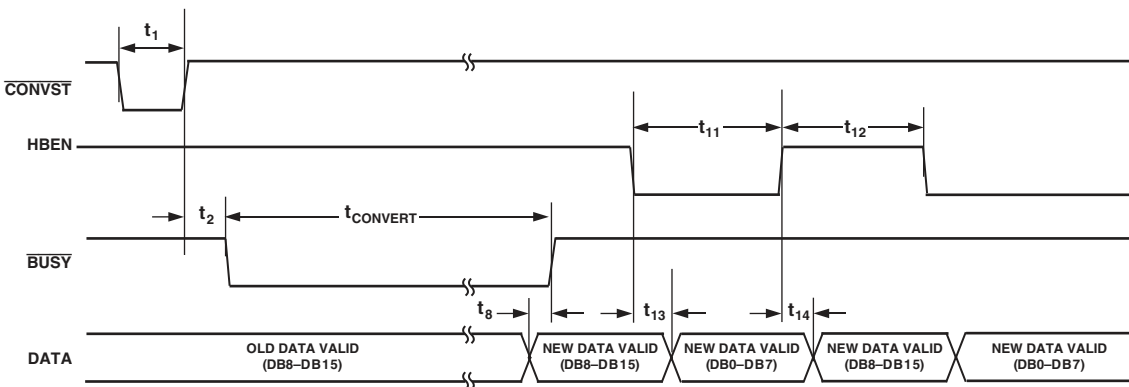 t1
CONVST
HBEN
t11
t12
t2
tCONVERT
BUSY
t8
t13
t14
DATA
OLD DATA VALID
(DB8–DB15)
NEW DATA VALID
(DB8–DB15)
NEW DATA VALID
(DB0–DB7)
NEW DATA VALID
(DB8–DB15)
NEW DATA VALID
(DB0–DB7)